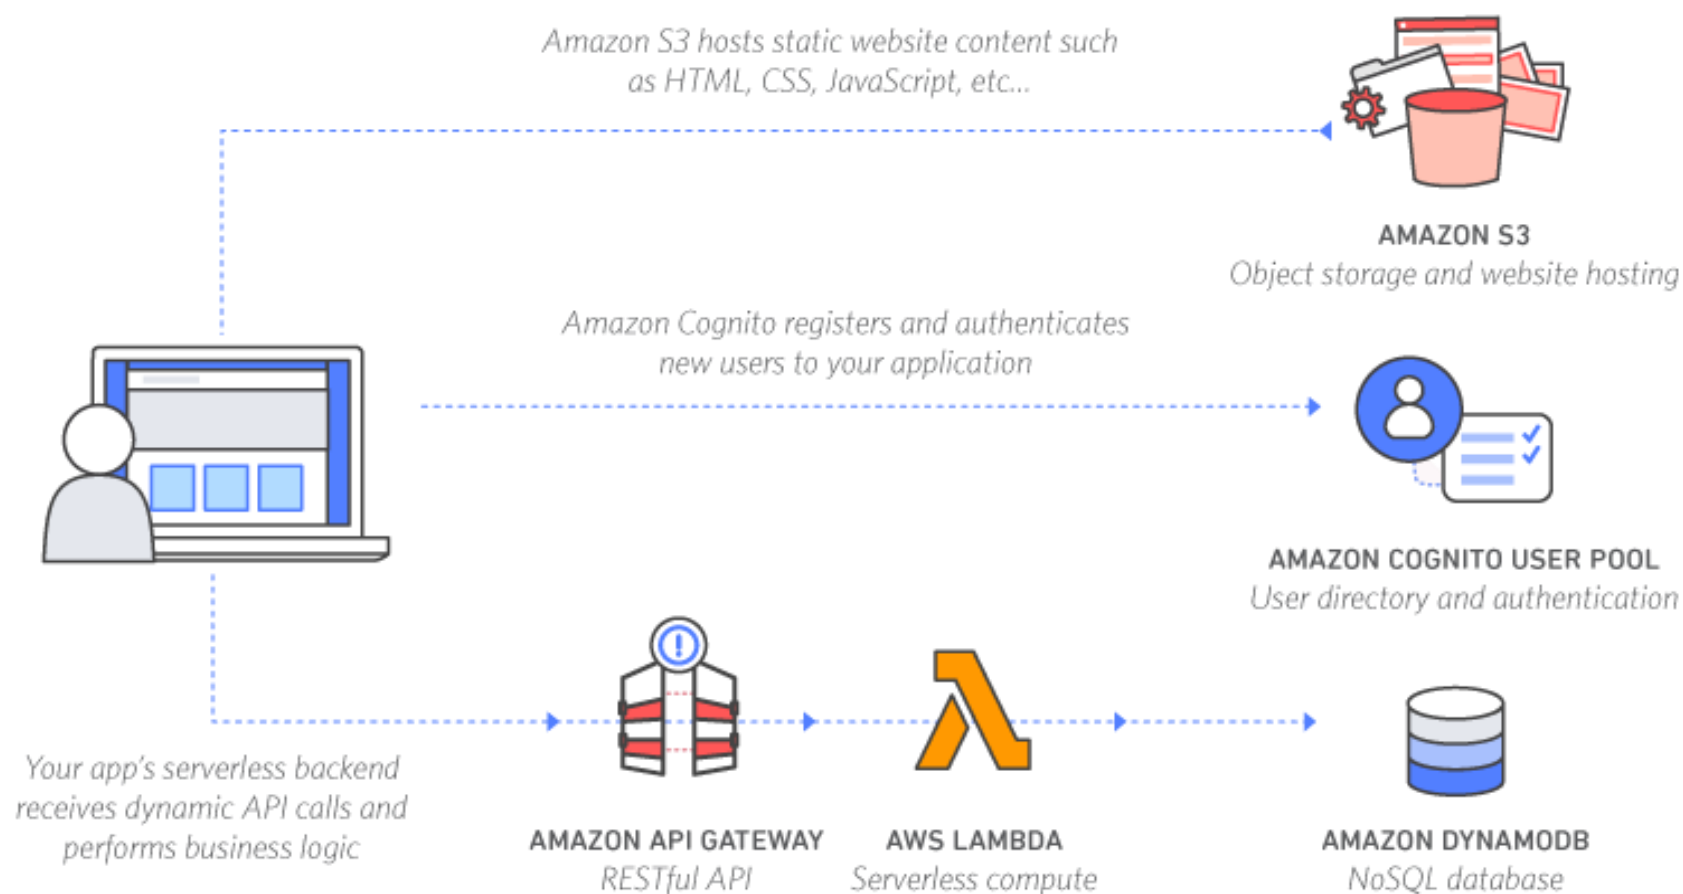 Amazon S3 hosts static website content such
as HTML, CSS, JavaScript, etc...
AMAZON S3
Object storage and website hosting
Amazon Cognito registers and authenticates
new users to your application
AMAZON COGNITO USER POOL
User directory and authentication
Your app's serverless backend
receives dynamic API calls and
performs business logic
AMAZON API GATEWAY
RESTful API
AWS LAMBDA
Serverless compute
AMAZON DYNAMODB
NoSQL database